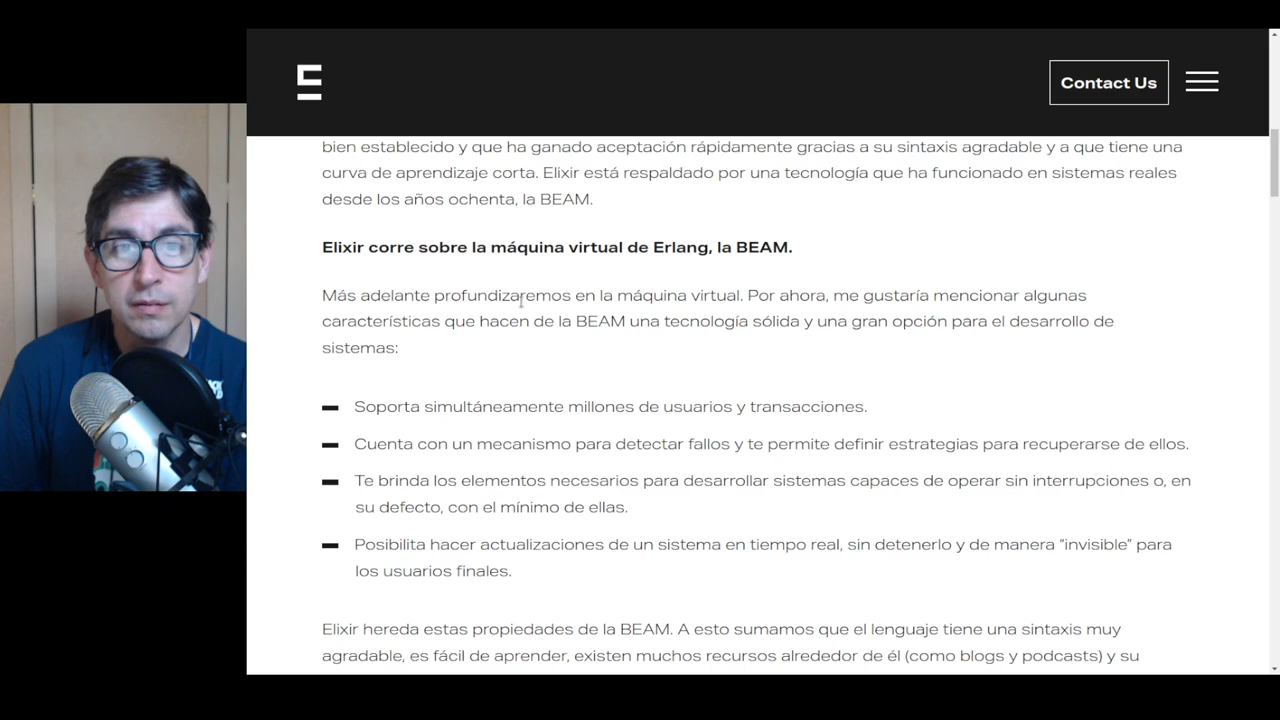 Contact Us
bien establecido y que ha ganado aceptación rápidamente gracias a su sintaxis agradable y a que tiene una
curva de aprendizaje corta. Elixir está respaldado por una tecnología que ha funcionado en sistemas reales
desde los años ochenta, la BEAM.
Elixir corre sobre la máquina virtual de Erlang, la BEAM.
Más adelante profundizaremos en la máquina virtual. Por ahora, me gustaría mencionar algunas
características que hacen de la BEAM una tecnología sólida y una gran opción para el desarrollo de
sistemas:
Soporta simultáneamente millones de usuarios y transacciones.
Cuenta con un mecanismo para detectar fallos y te permite definir estrategias para recuperarse de ellos.
Te brinda los elementos necesarios para desarrollar sistemas capaces de operar sin interrupciones o, en
su defecto, con el mínimo de ellas.
Posibilita hacer actualizaciones de un sistema en tiempo real, sin detenerlo y de manera “invisible” para
los usuarios finales.
Elixir hereda estas propiedades de la BEAM. A esto sumamos que el lenguaje tiene una sintaxis muy
agradable, es fácil de aprender, existen muchos recursos alrededor de él (como blogs y podcasts) y su